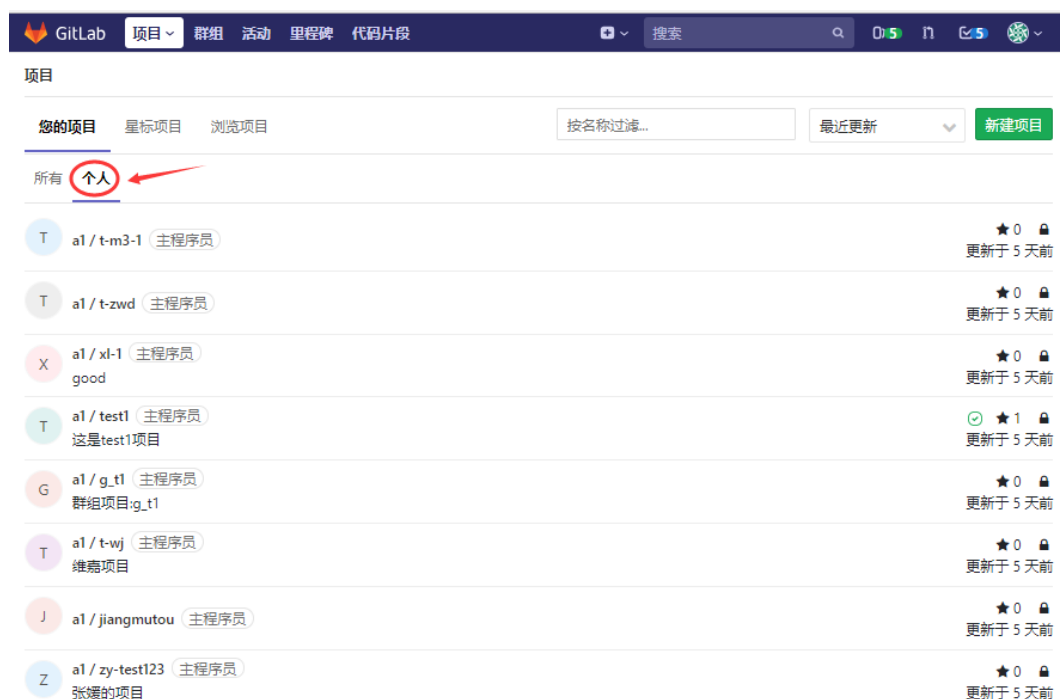 GitLab 项目 群组 活动 里程碑 代码片段 搜索 5 5
项目
您的项目 星标项目 浏览项目 按名称过滤... 最近更新 新建项目
所有 个人
T a1 / t-m3-1 主程序员 0
更新于 5 天前
T a1 / t-zwd 主程序员 0
更新于 5 天前
X a1 / xl-1 主程序员 0
good 更新于 5 天前
T a1 / test1 主程序员 1
这是test1项目 更新于 5 天前
G a1 / g_t1 主程序员 0
群组项目:g_t1 更新于 5 天前
T a1 / t-wj 主程序员 0
维嘉项目 更新于 5 天前
J a1 / jiangmutou 主程序员 0
更新于 5 天前
Z a1 / zy-test123 主程序员 0
张媛的项目 更新于 5 天前